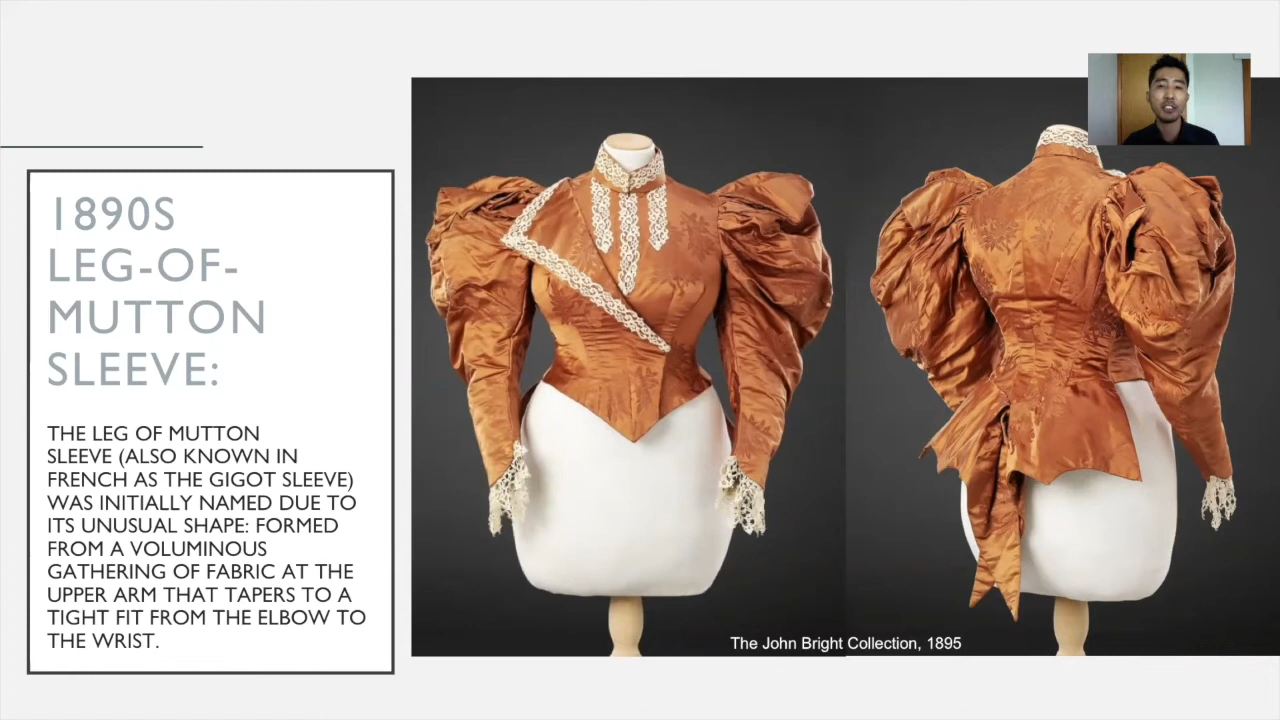 1890S
LEG-OF-
MUTTON
SLEEVE:
THE LEG OF MUTTON
SLEEVE (ALSO KNOWN IN
FRENCH AS THE GIGOT SLEEVE)
WAS INITIALLY NAMED DUE TO
ITS UNUSUAL SHAPE: FORMED
FROM A VOLUMINOUS
GATHERING OF FABRIC AT THE
UPPER ARM THAT TAPERS TO A
TIGHT FIT FROM THE ELBOW TO
THE WRIST.
The John Bright Collection, 1895